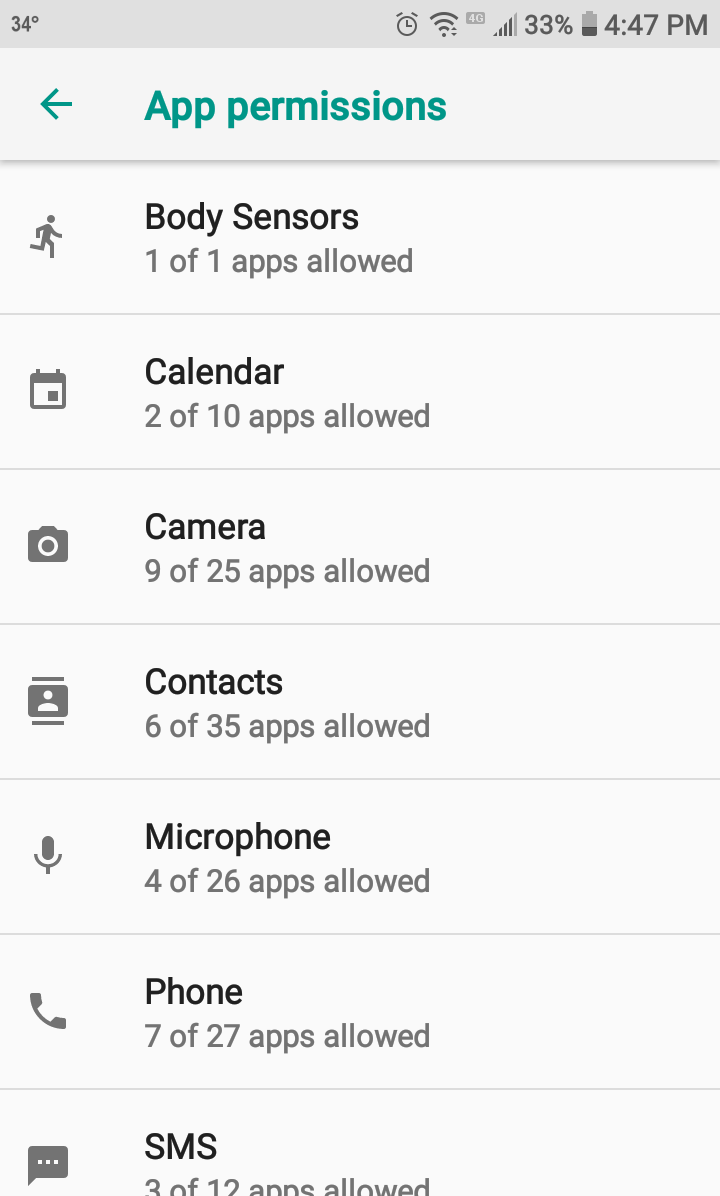 34° 4G 33% 4:47 PM
App permissions
Body Sensors
1 of 1 apps allowed
Calendar
2 of 10 apps allowed
Camera
9 of 25 apps allowed
Contacts
6 of 35 apps allowed
Microphone
4 of 26 apps allowed
Phone
7 of 27 apps allowed
SMS
3 of 12 apps allowed